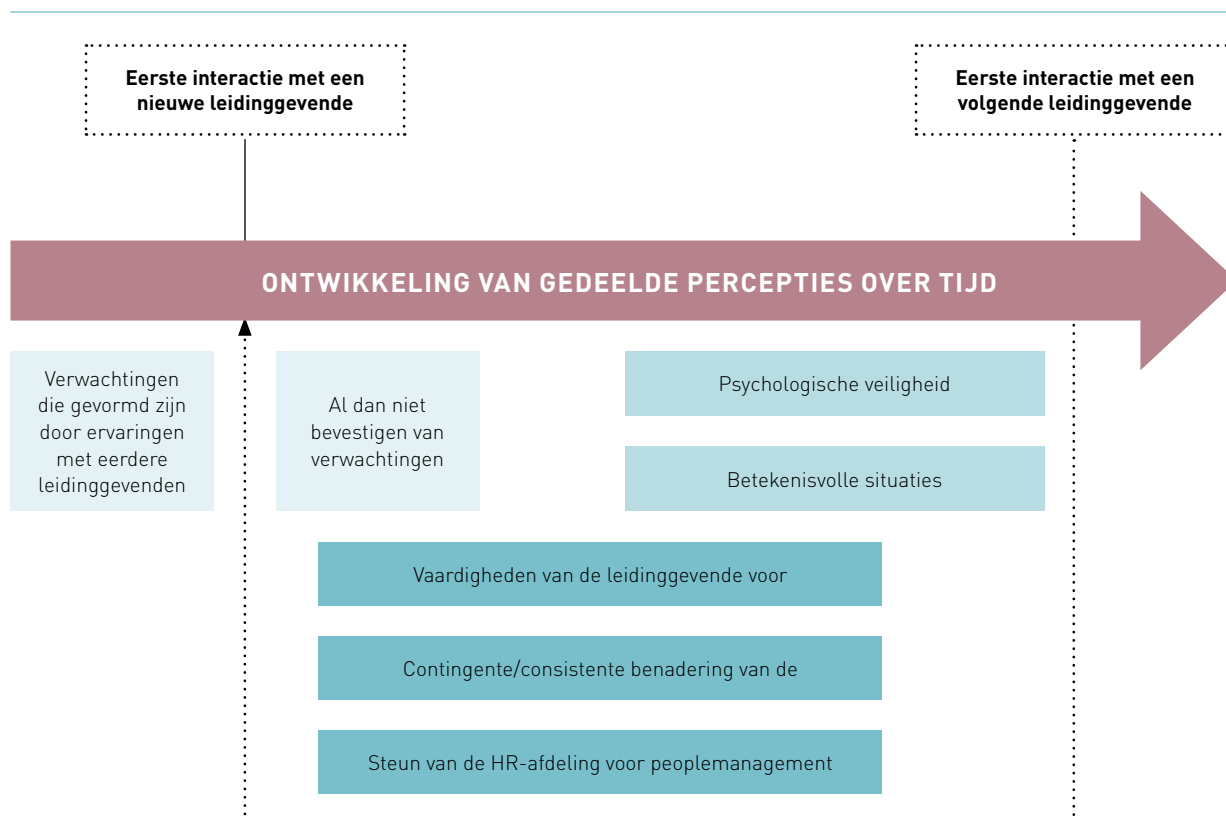 Eerste interactie met een
nieuwe leidinggevende
Eerste interactie met een
volgende leidinggevende
ONTWIKKELING VAN GEDEELDE PERCEPTIES OVER TIJD
Verwachtingen
die gevormd zijn
door ervaringen
met eerdere
leidinggevenden
Al dan niet
bevestigen van
verwachtingen
Psychologische veiligheid
Betekenisvolle situaties
Vaardigheden van de leidinggevende voor
Contingente/consistente benadering van de
Steun van de HR-afdeling voor peoplemanagement